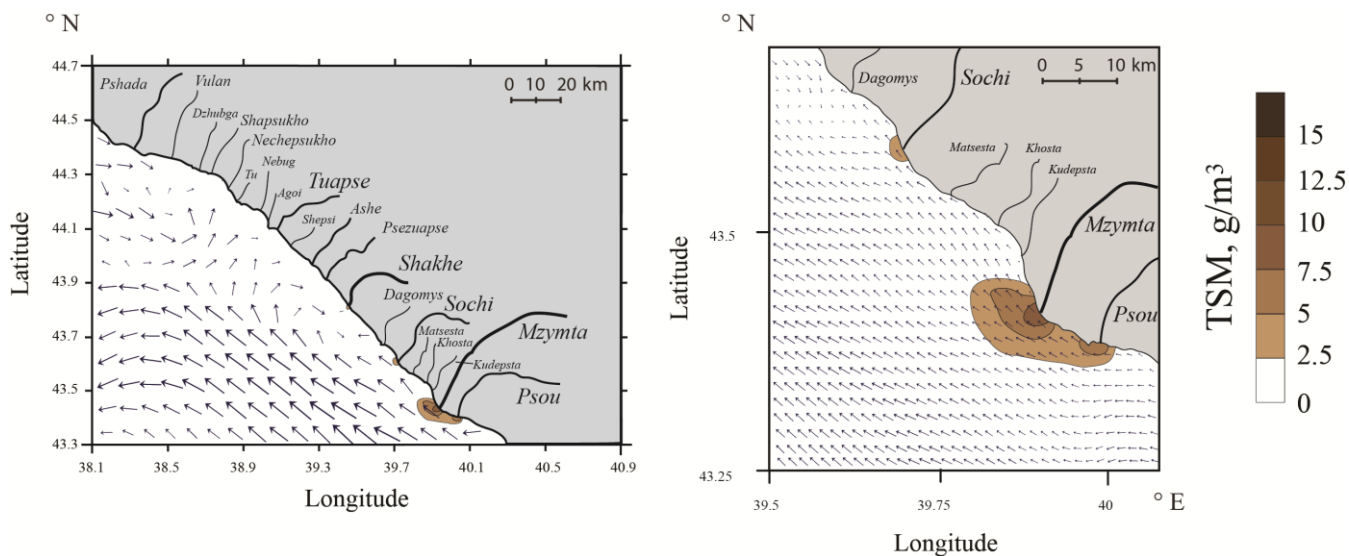 ° N
44.7
44.5
44.3
44.1
43.9
43.7
43.5
43.3
Latitude
38.1 38.5 38.9 39.3 39.7 40.1 40.5 40.9
Longitude
0 10 20 km
Pshada
Vulan
Dzhubga
Shapsukho
Nechepsukho
Tu
Nebug
Agoi
Tuapse
Shepsi
Ashe
Psezuapse
Shakhe
Dagomys
Sochi
Matsesta
Khosta
Kudepsta
Mzymta
Psou
° N
43.5
43.25
Latitude
39.5 39.75 40 ° E
Longitude
0 5 10 km
Dagomys
Sochi
Matsesta
Khosta
Kudepsta
Mzymta
Psou
TSM, g/m³
15
12.5
10
7.5
5
2.5
0